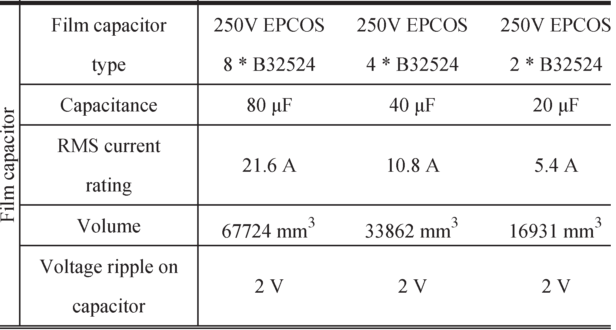 Film capacitor
Film capacitor type 250V EPCOS 8 * B32524 250V EPCOS 4 * B32524 250V EPCOS 2 * B32524
Capacitance 80 μF 40 μF 20 μF
RMS current rating 21.6 A 10.8 A 5.4 A
Volume 67724 mm³ 33862 mm³ 16931 mm³
Voltage ripple on capacitor 2 V 2 V 2 V